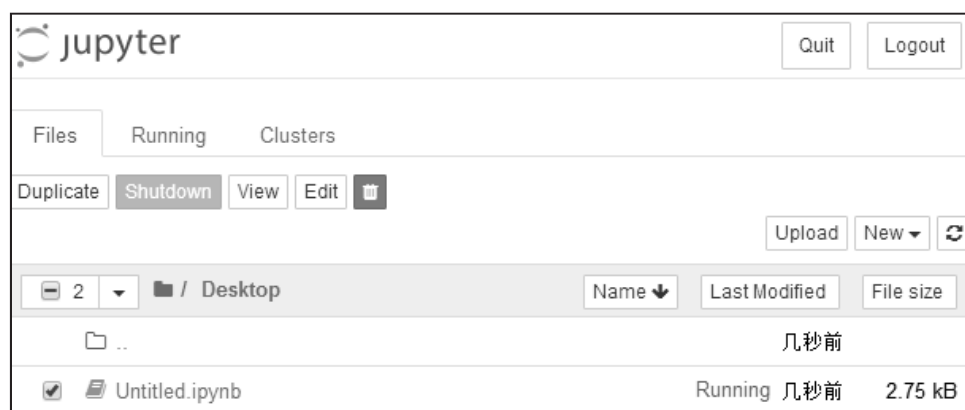 jupyter Quit Logout
Files Running Clusters
Duplicate Shutdown View Edit
Upload New
2 / Desktop Name Last Modified File size
.. 几秒前
Untitled.ipynb Running 几秒前 2.75 kB